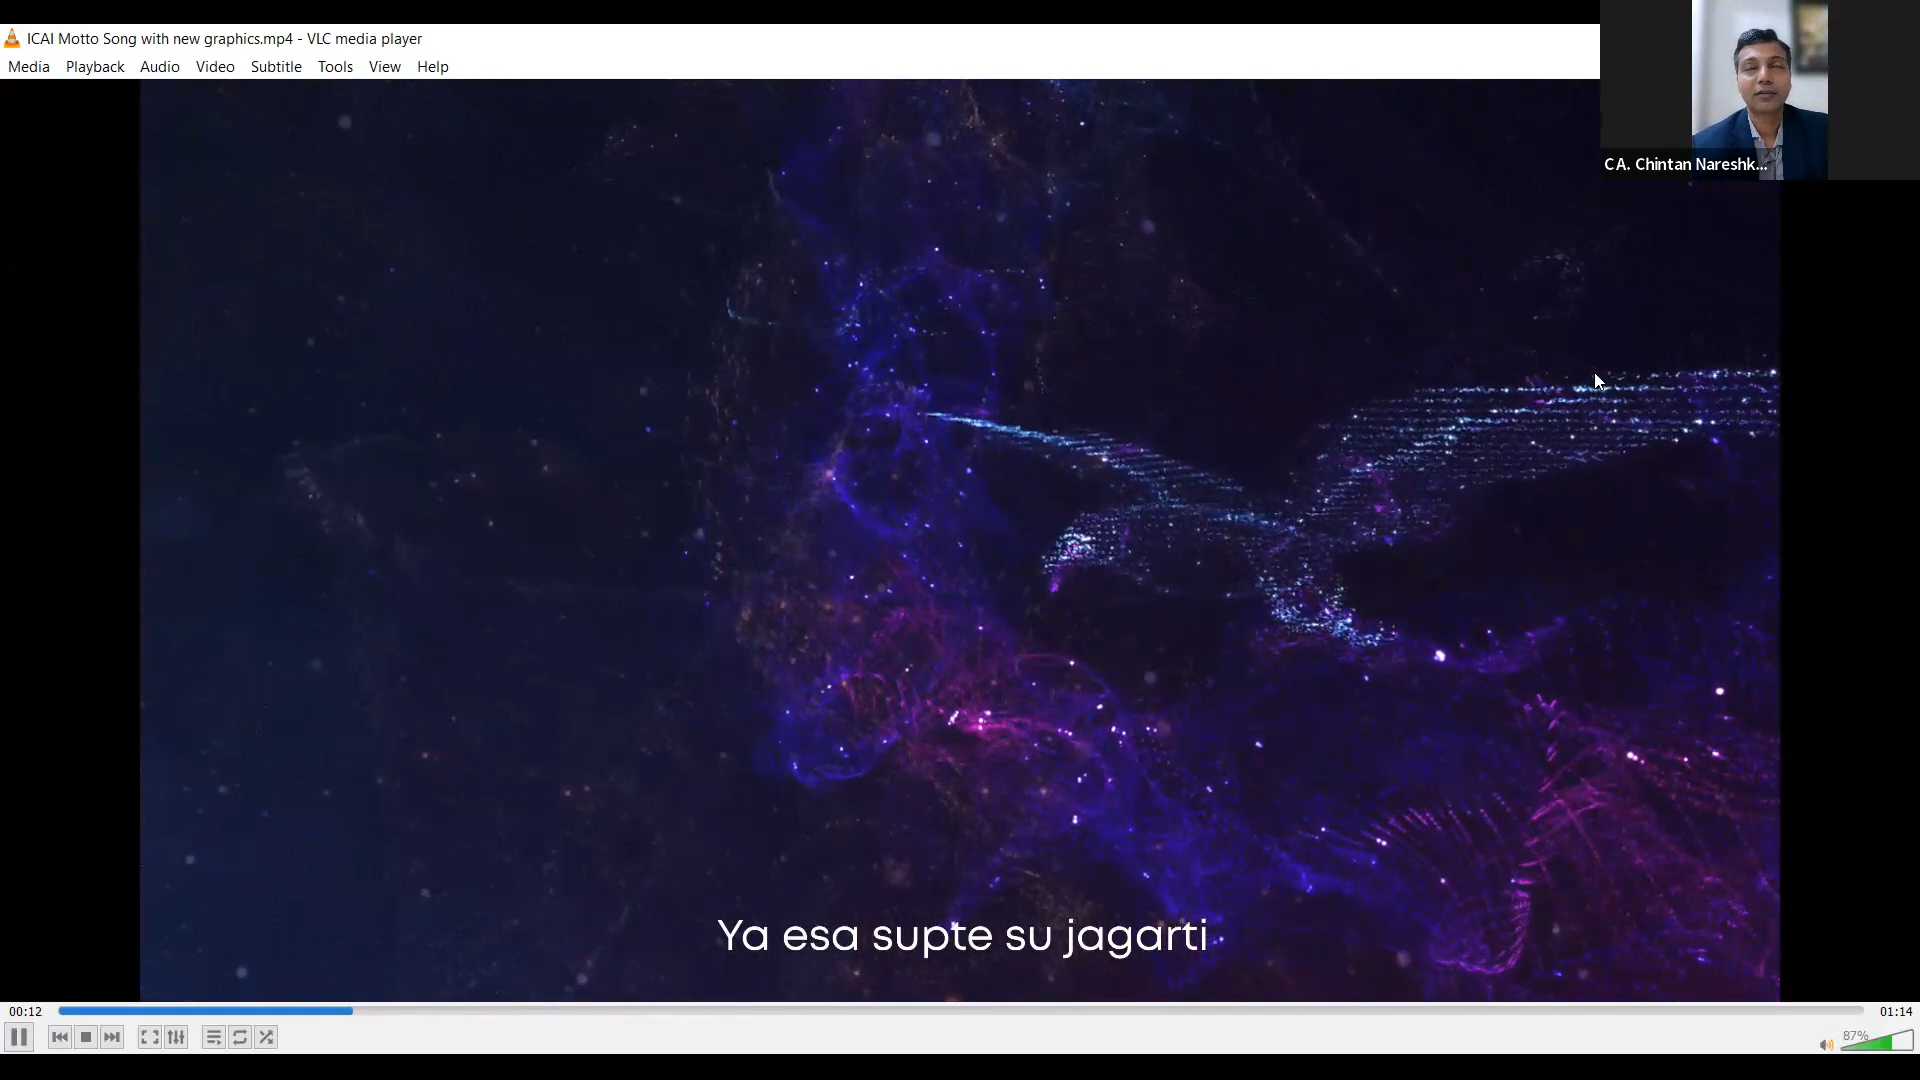 ICAI Motto Song with new graphics.mp4 - VLC media player
Media Playback Audio Video Subtitle Tools View Help
CA. Chintan Nareshk...
Ya esa supte su jagarti
00:12
01:14
87%